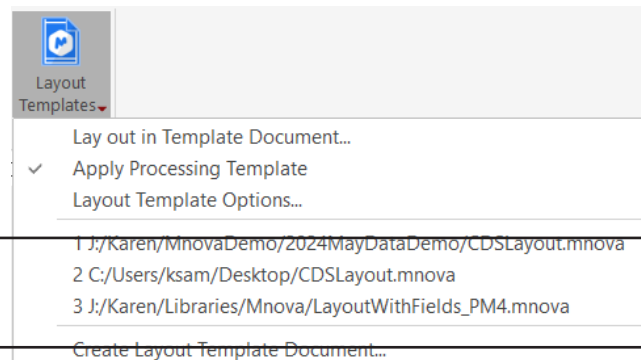 Layout
Templates
Lay out in Template Document...
Apply Processing Template
Layout Template Options...
1 J:/Karen/MnovaDemo/2024MayDataDemo/CDSLayout.mnova
2 C:/Users/ksam/Desktop/CDSLayout.mnova
3 J:/Karen/Libraries/Mnova/LayoutWithFields_PM4.mnova
Create Layout Template Document...